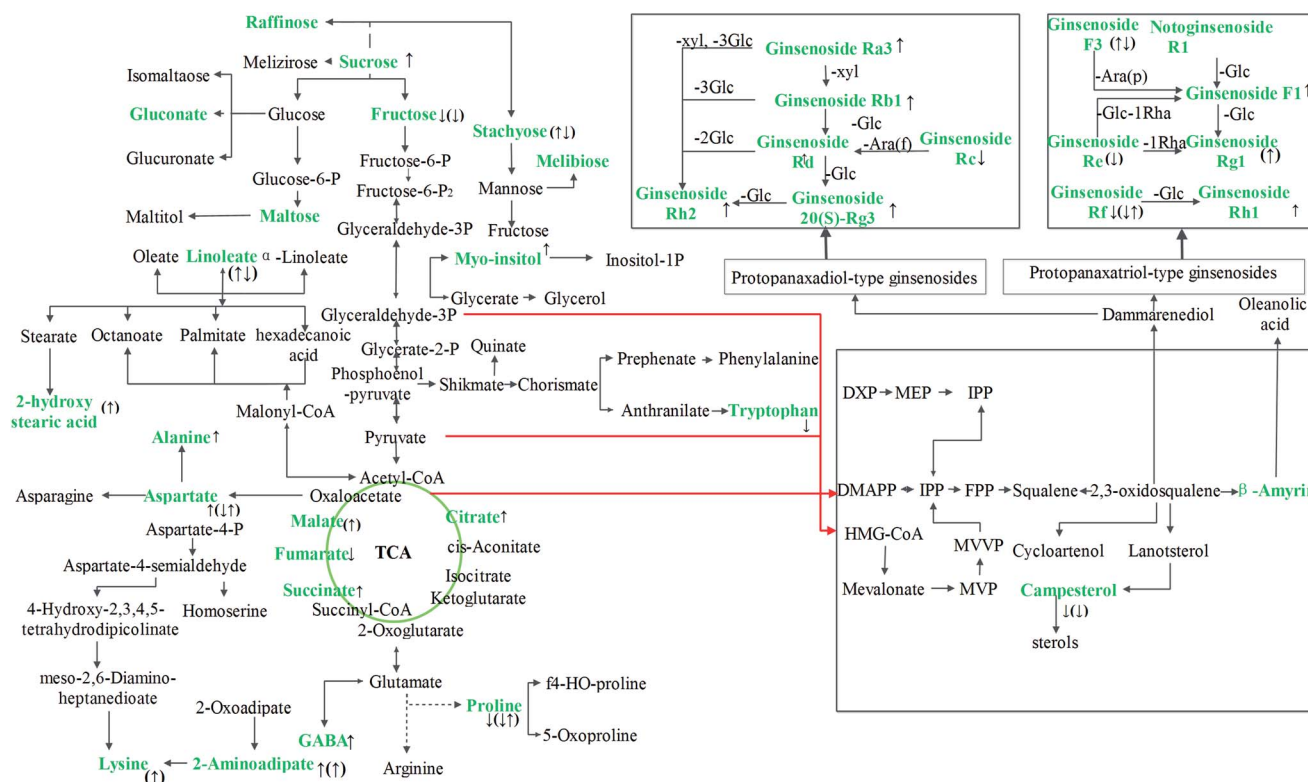 Raffinose
Melizirose
Sucrose ↑
Isomaltaose
Gluconate
Glucose
Glucuronate
Fructose ↓(↓)
Stachyose (↑↓)
Melibiose
Fructose-6-P
Glucose-6-P
Fructose-6-P2
Mannose
Maltitol
Maltose
Fructose
Glyceraldehyde-3P
Oleate
Linoleate
(↑↓)
α -Linoleate
Myo-insitol ↑
Inositol-1P
Glycerate
Glycerol
Glyceraldehyde-3P
Stearate
Octanoate
Palmitate
hexadecanoic
acid
Glycerate-2-P
Quinate
Phosphoenol
-pyruvate
Shikmate
Chorismate
Prephenate
Phenylalanine
Anthranilate
Tryptophan
↓
2-hydroxy
stearic acid
(↑)
Malonyl-CoA
Alanine ↑
Pyruvate
Acetyl-CoA
Asparagine
Aspartate
↑(↓↑)
Oxaloacetate
Malate (↑)
Citrate ↑
Fumarate ↓
TCA
cis-Aconitate
Isocitrate
Succinate ↑
Ketoglutarate
Succinyl-CoA
2-Oxoglutarate
Aspartate-4-P
Aspartate-4-semialdehyde
4-Hydroxy-2,3,4,5-
tetrahydrodipicolinate
Homoserine
meso-2,6-Diamino-
heptanedioate
Glutamate
2-Oxoadipate
Proline
↓(↓↑)
f4-HO-proline
5-Oxoproline
GABA ↑
Lysine
(↑)
2-Aminoadipate ↑(↑)
Arginine
-xyl, -3Glc
Ginsenoside Ra3 ↑
-xyl
-3Glc
Ginsenoside Rb1 ↑
-Glc
-2Glc
Ginsenoside
Rd ↑
-Ara(f)
Ginsenoside
Rc ↓
-Glc
Ginsenoside
Rh2 ↑
-Glc
Ginsenoside
20(S)-Rg3 ↑
Protopanaxadiol-type ginsenosides
Ginsenoside
F3 (↑↓)
Notoginsenoside
R1
-Ara(p)
-Glc
Ginsenoside F1 ↑
-Glc-1Rha
-Glc
Ginsenoside
Re (↓)
-1Rha
Ginsenoside
Rg1 (↑)
Ginsenoside
Rf ↓(↓↑)
-Glc
Ginsenoside
Rh1 ↑
Protopanaxatriol-type ginsenosides
Dammarenediol
Oleanolic
acid
DXP
MEP
IPP
DMAPP
IPP
FPP
Squalene
2,3-oxidosqualene
β -Amyrin
HMG-CoA
MVVP
Cycloartenol
Lanotsterol
Mevalonate
MVP
Campesterol
↓(↓)
sterols